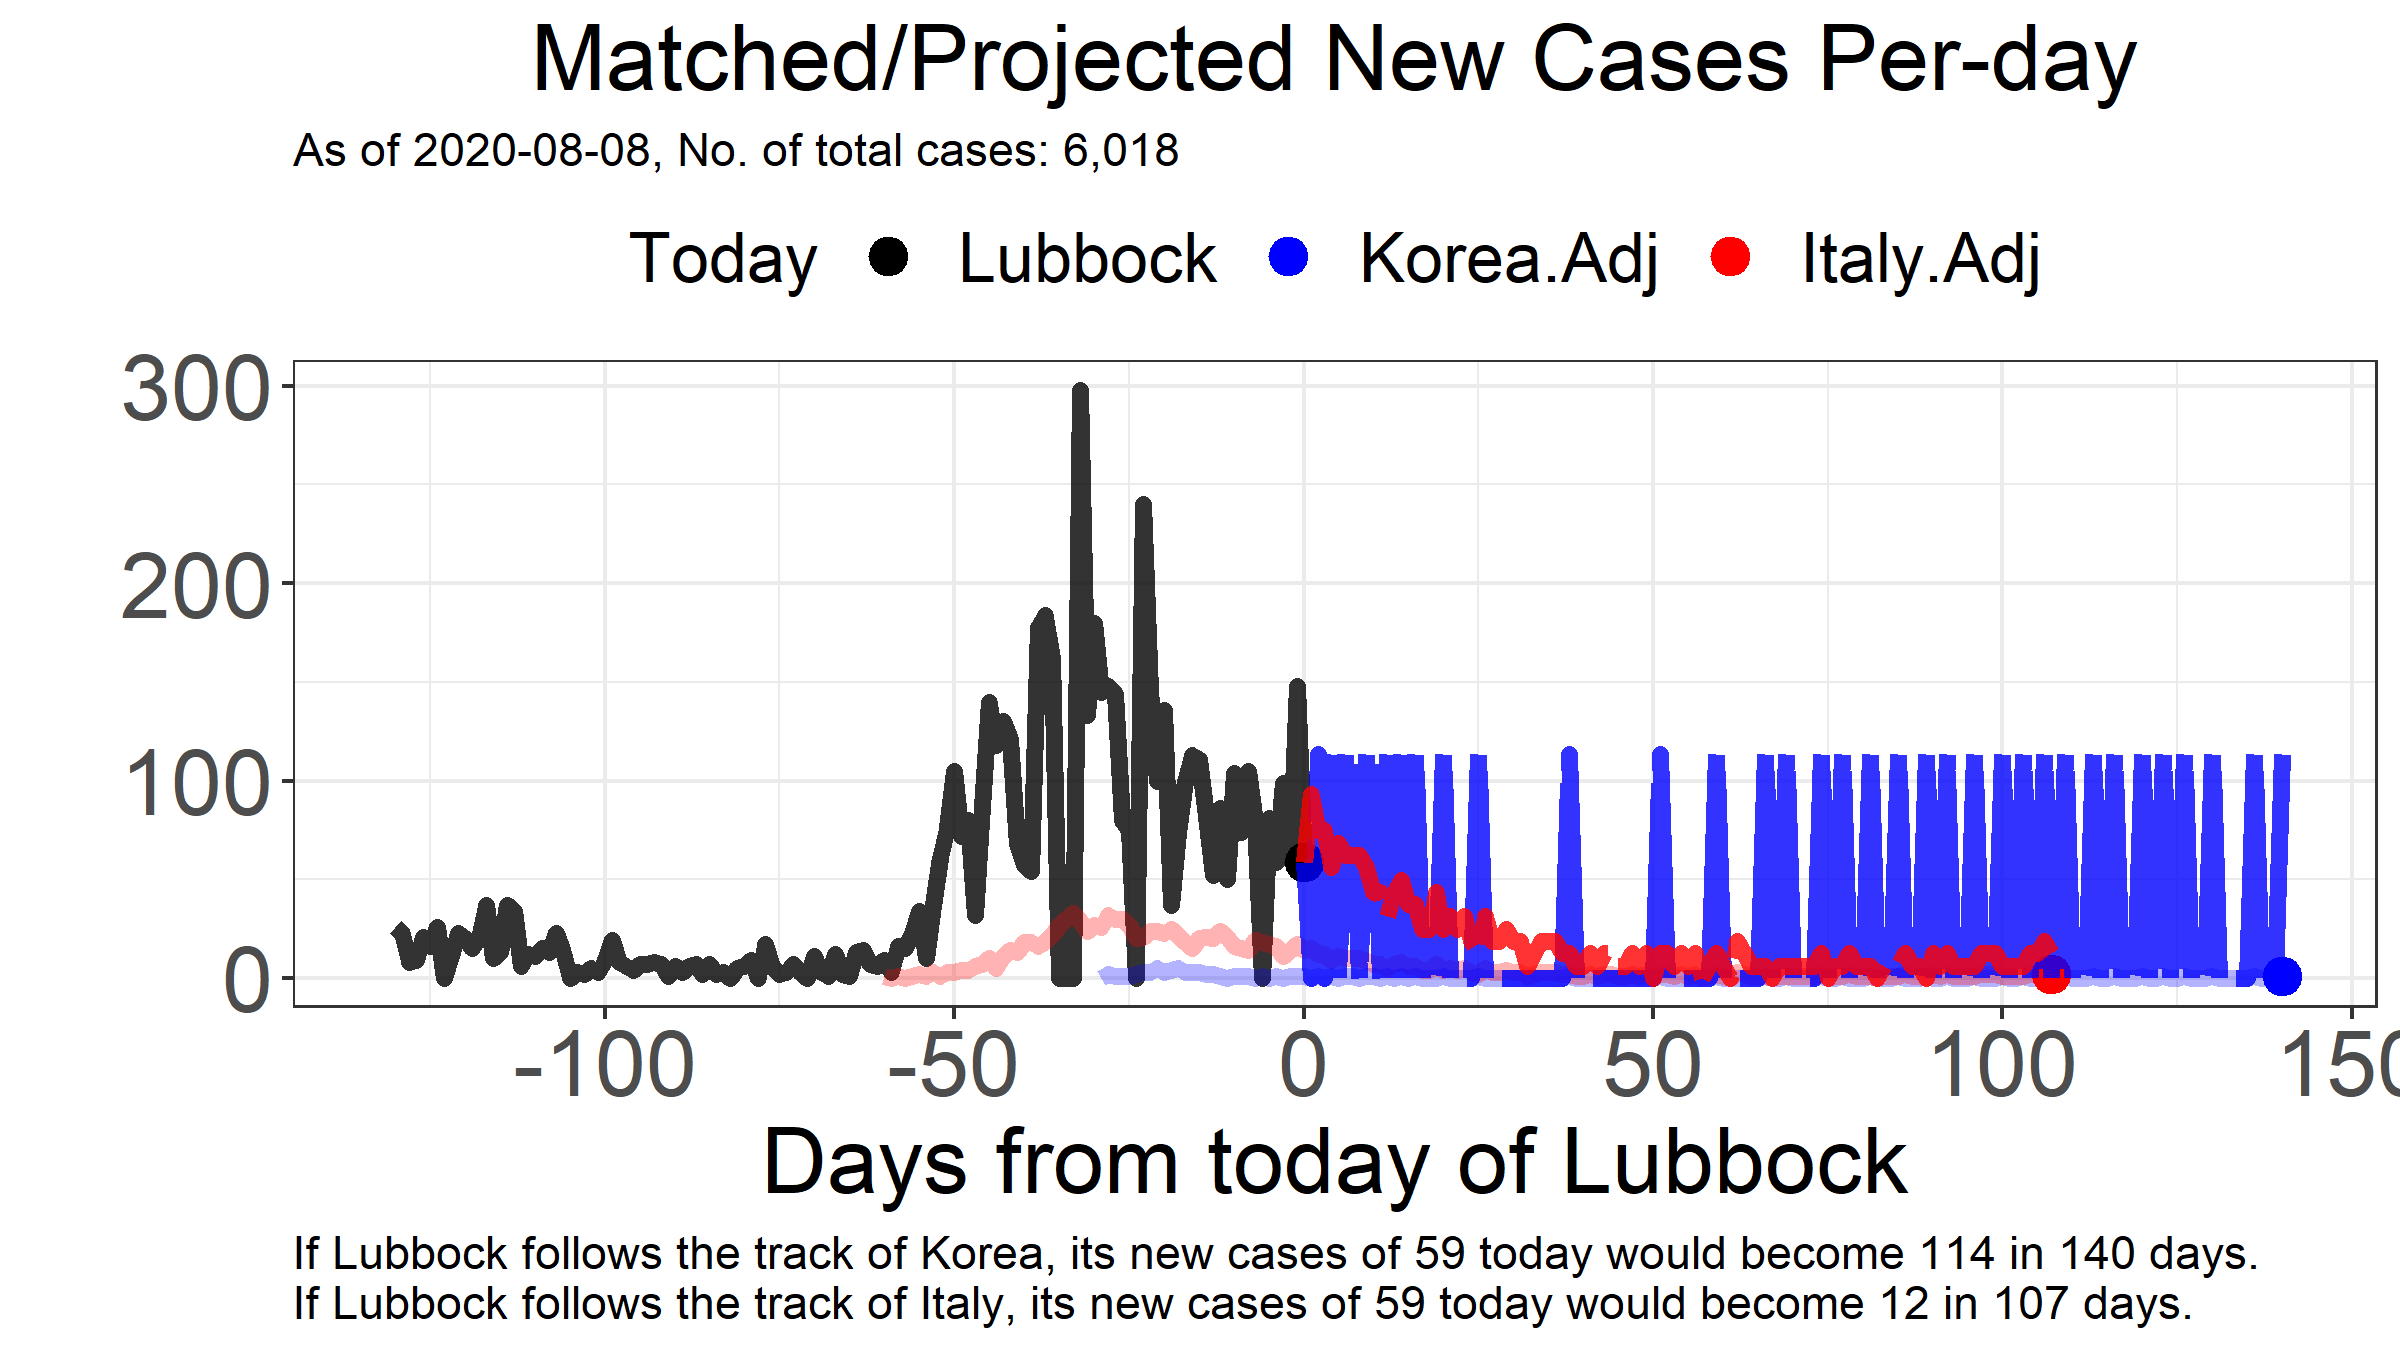 Matched/Projected New Cases Per-day
As of 2020-08-08, No. of total cases: 6,018
Today Lubbock Korea.Adj Italy.Adj
300
200
100
0
-100 -50 0 50 100 150
Days from today of Lubbock
If Lubbock follows the track of Korea, its new cases of 59 today would become 114 in 140 days.
If Lubbock follows the track of Italy, its new cases of 59 today would become 12 in 107 days.